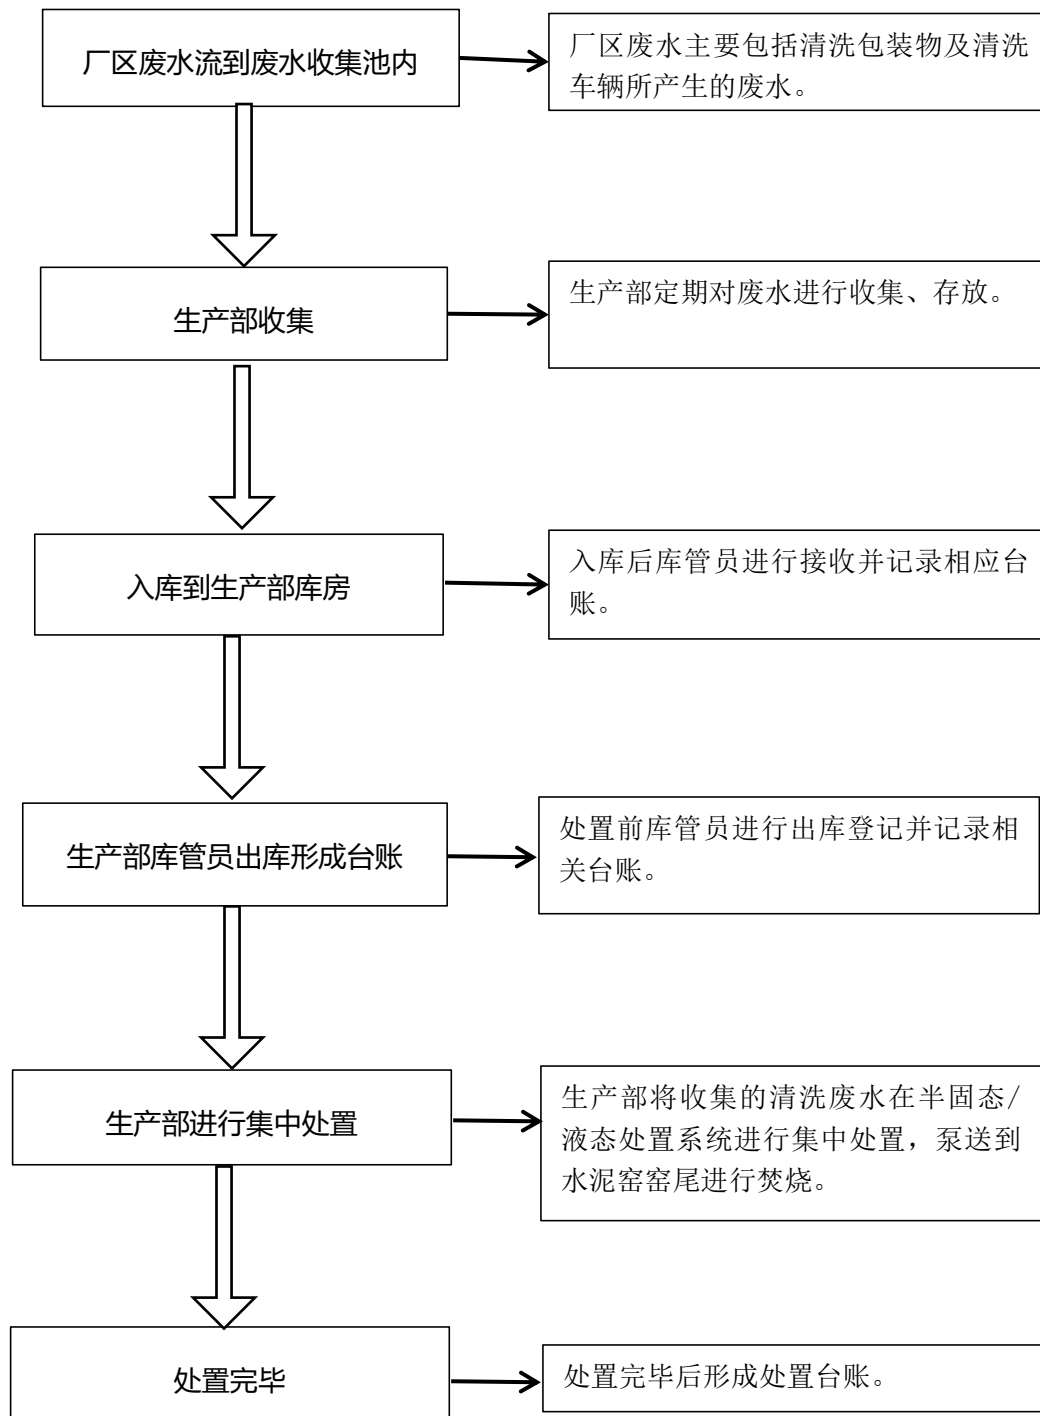 厂区废水流到废水收集池内
厂区废水主要包括清洗包装物及清洗
车辆所产生的废水。
生产部收集
生产部定期对废水进行收集、存放。
入库到生产部库房
入库后库管员进行接收并记录相应台
账。
生产部库管员出库形成台账
处置前库管员进行出库登记并记录相
关台账。
生产部进行集中处置
生产部将收集的清洗废水在半固态/
液态处置系统进行集中处置，泵送到
水泥窑窑尾进行焚烧。
处置完毕
处置完毕后形成处置台账。